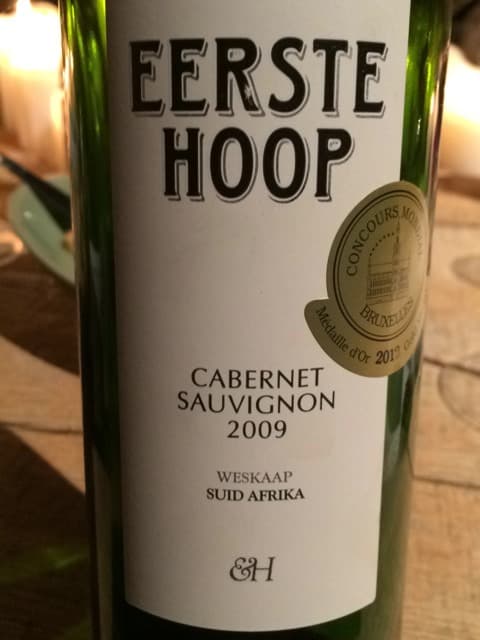 EERSTE
HOOP
CONCOURS
BRUXELLES
Médaille d'Or
CABERNET
SAUVIGNON
2009
WESKAAP
SUID AFRIKA
&H